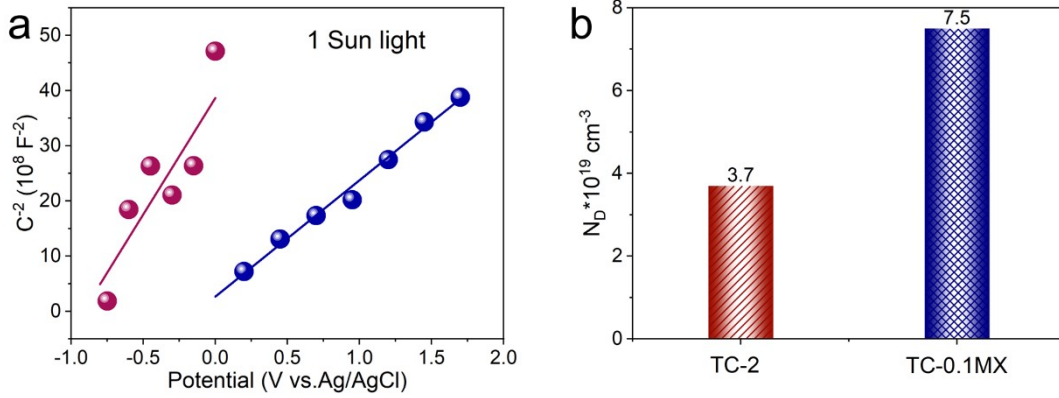 a
1 Sun light
C⁻² (10⁸ F⁻²)
50
40
30
20
10
0
-1.0 -0.5 0.0 0.5 1.0 1.5 2.0
Potential (V vs.Ag/AgCl)
b
N_D*10¹⁹ cm⁻³
8
6
4
2
0
3.7
7.5
TC-2 TC-0.1MX